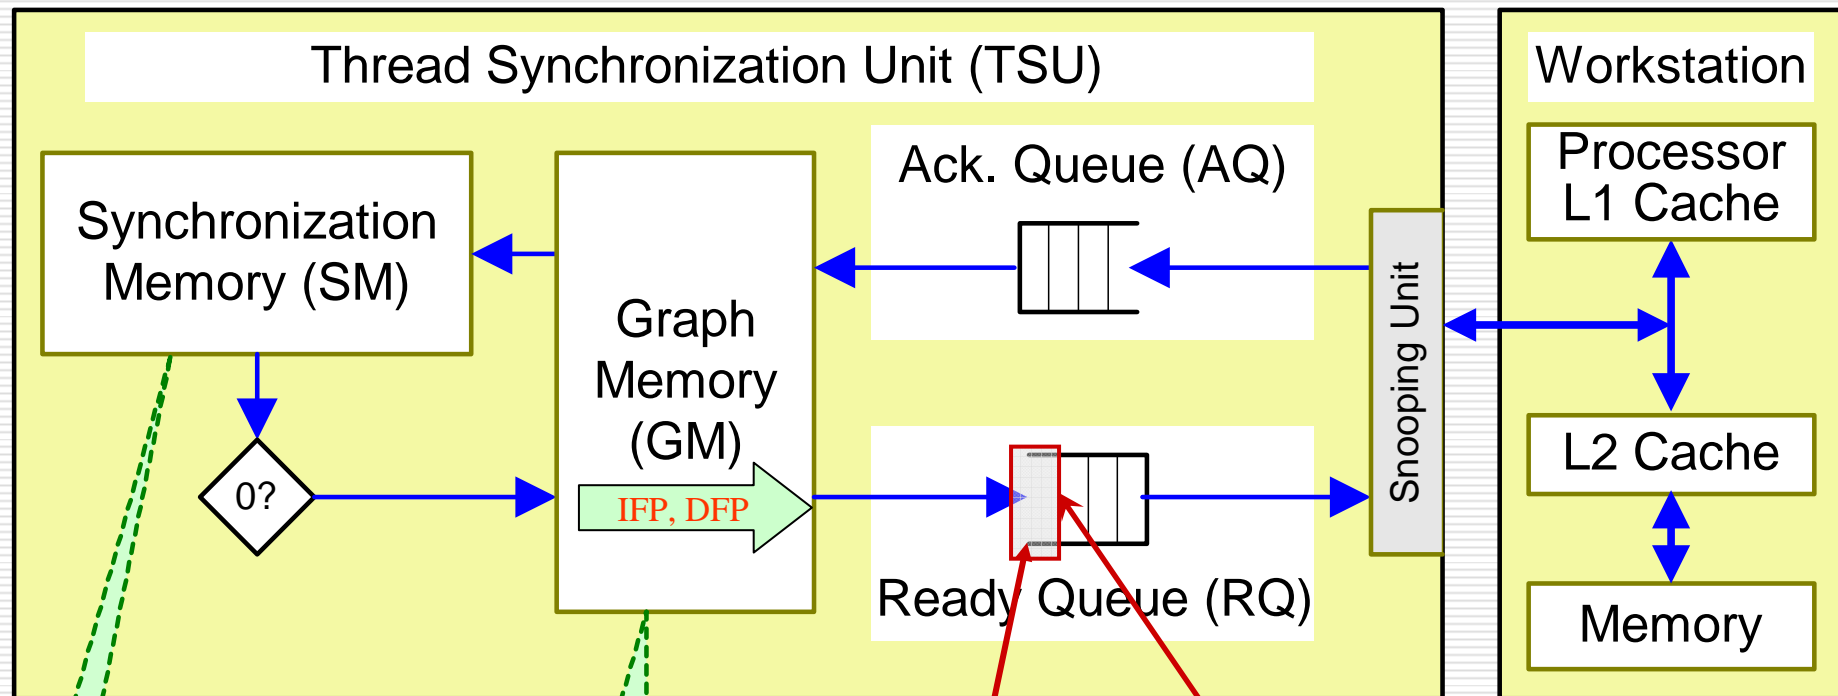 Thread Synchronization Unit (TSU)
Synchronization
Memory (SM)
0?
Graph
Memory
(GM)
IFP, DFP
Ack. Queue (AQ)
Ready Queue (RQ)
Snooping Unit
Workstation
Processor
L1 Cache
L2 Cache
Memory